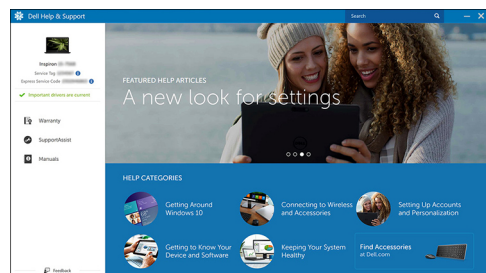 Dell Help & Support
Search
Inspiron
Service Tag:
Express Service Code:
Important drivers are current
Warranty
SupportAssist
Manuals
Feedback
FEATURED HELP ARTICLES
A new look for settings
HELP CATEGORIES
Getting Around
Windows 10
Connecting to Wireless
and Accessories
Setting Up Accounts
and Personalization
Getting to Know Your
Device and Software
Keeping Your System
Healthy
Find Accessories
at Dell.com